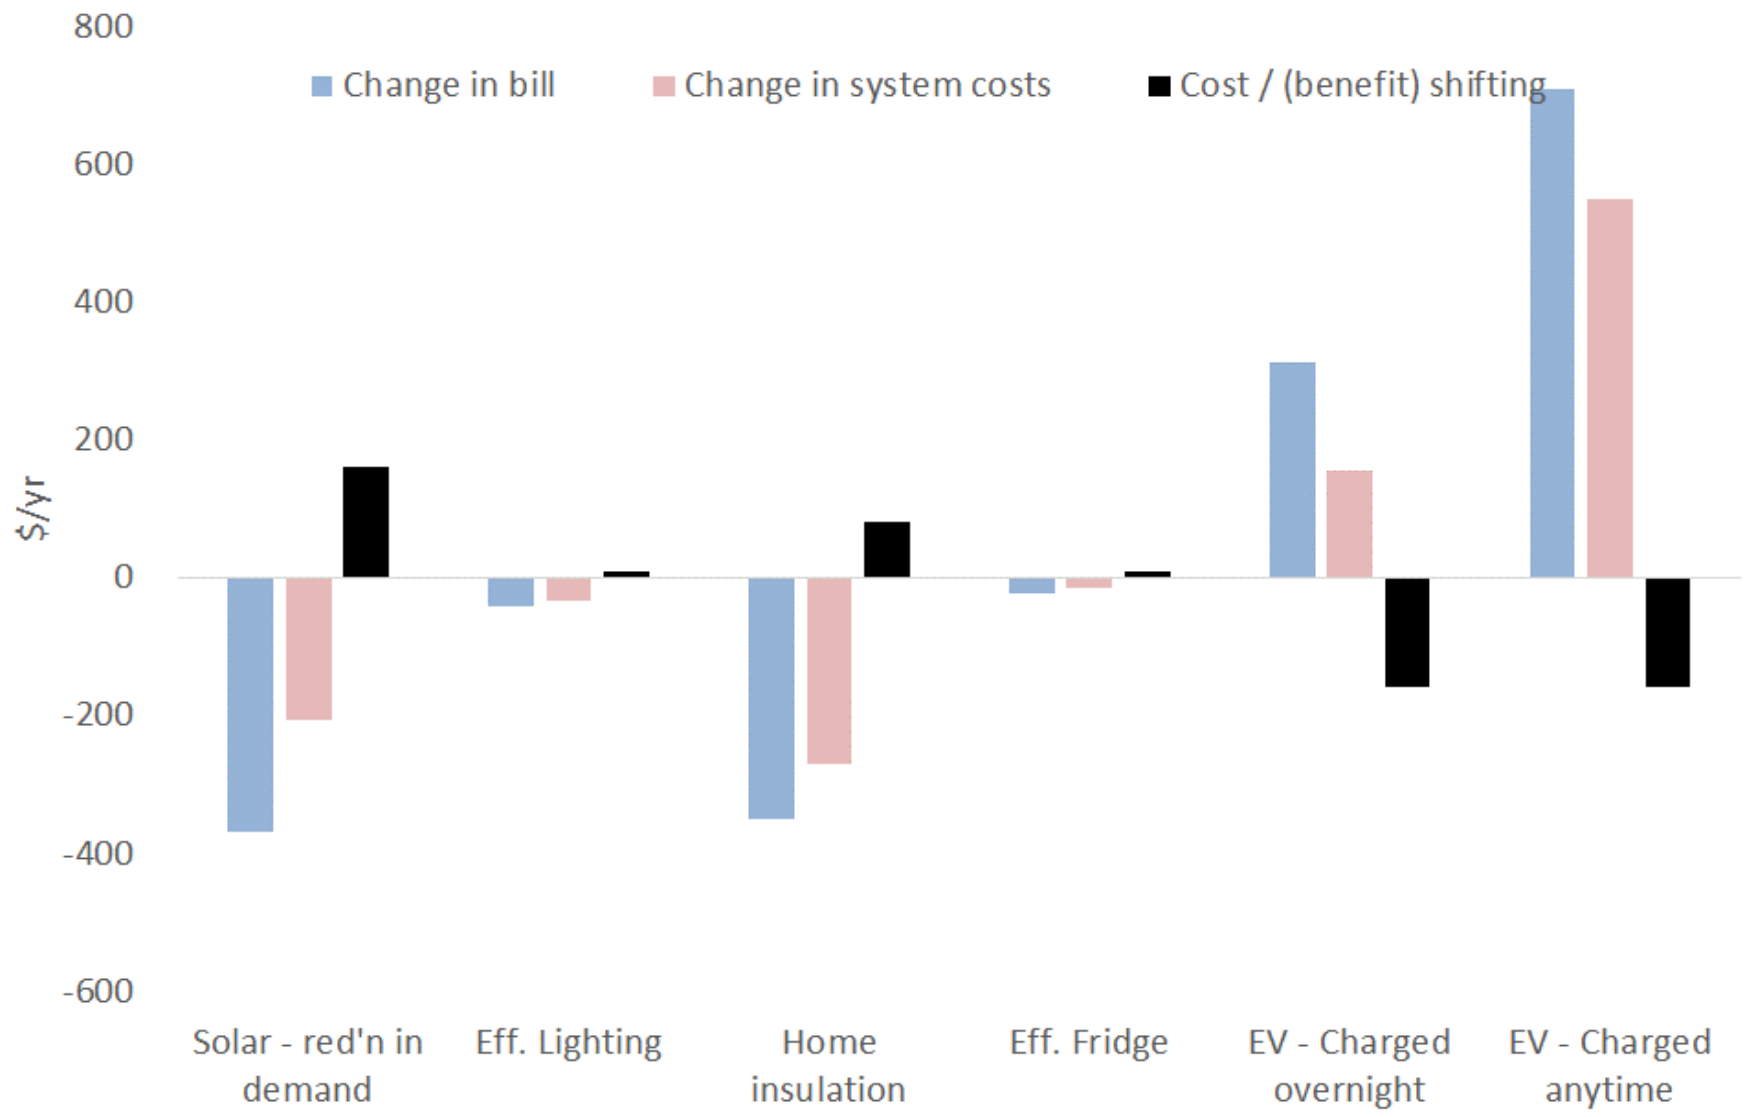 800
Change in bill
Change in system costs
Cost / (benefit) shifting
600
400
200
$/yr
0
-200
-400
-600
Solar - red'n in
demand
Eff. Lighting
Home
insulation
Eff. Fridge
EV - Charged
overnight
EV - Charged
anytime